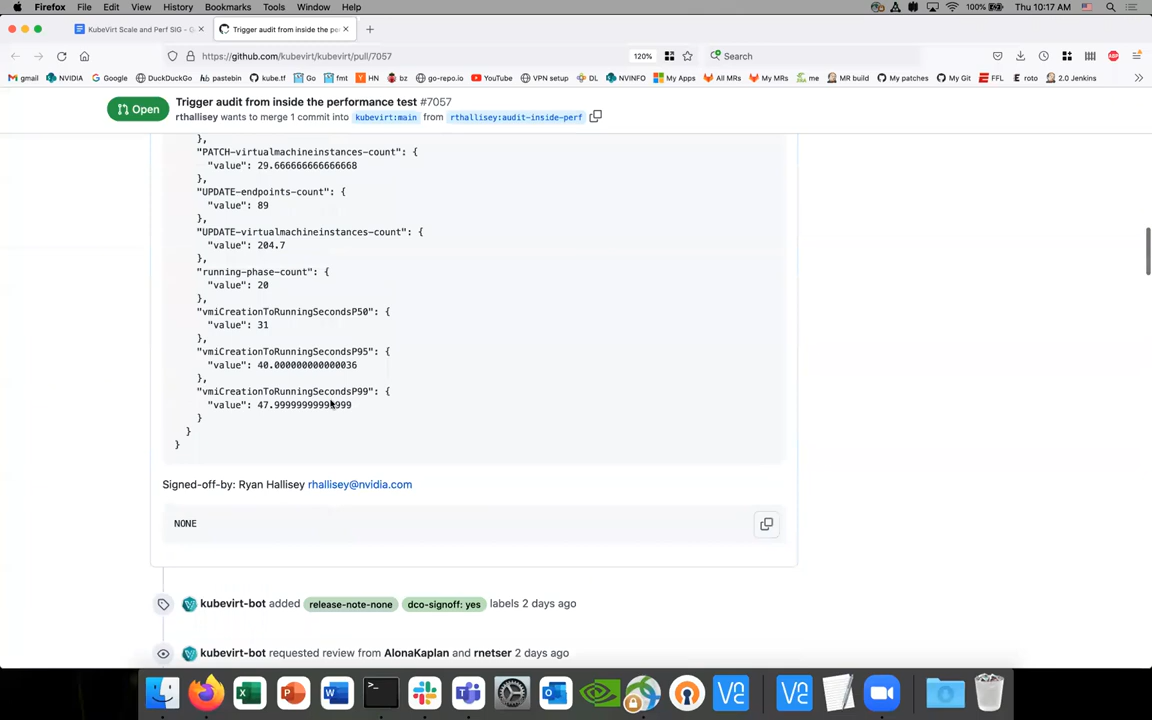 Firefox File Edit View History Bookmarks Tools Window Help 100% Thu 10:17 AM
KubeVirt Scale and Perf SIG - G
Trigger audit from inside the pe
https://github.com/kubevirt/kubevirt/pull/7057 120% Search
gmail NVIDIA Google DuckDuckGo pastebin kube.tf Go fmt HN bz go-repo.io YouTube VPN setup DL NVINFO My Apps All MRs My MRs me MR build My patches My Git FFL roto 2.0 Jenkins
Open
Trigger audit from inside the performance test #7057
rthallisey wants to merge 1 commit into kubevirt:main from rthallisey:audit-inside-perf
},
"PATCH-virtualmachineinstances-count": {
"value": 29.666666666666668
},
"UPDATE-endpoints-count": {
"value": 89
},
"UPDATE-virtualmachineinstances-count": {
"value": 204.7
},
"running-phase-count": {
"value": 20
},
"vmiCreationToRunningSecondsP50": {
"value": 31
},
"vmiCreationToRunningSecondsP95": {
"value": 40.000000000000036
},
"vmiCreationToRunningSecondsP99": {
"value":
}
}
}
Signed-off-by: Ryan Hallisey rhallisey@nvidia.com
NONE
kubevirt-bot added release-note-none dco-signoff: yes labels 2 days ago
kubevirt-bot requested review from AlonaKaplan and rnetser 2 days ago